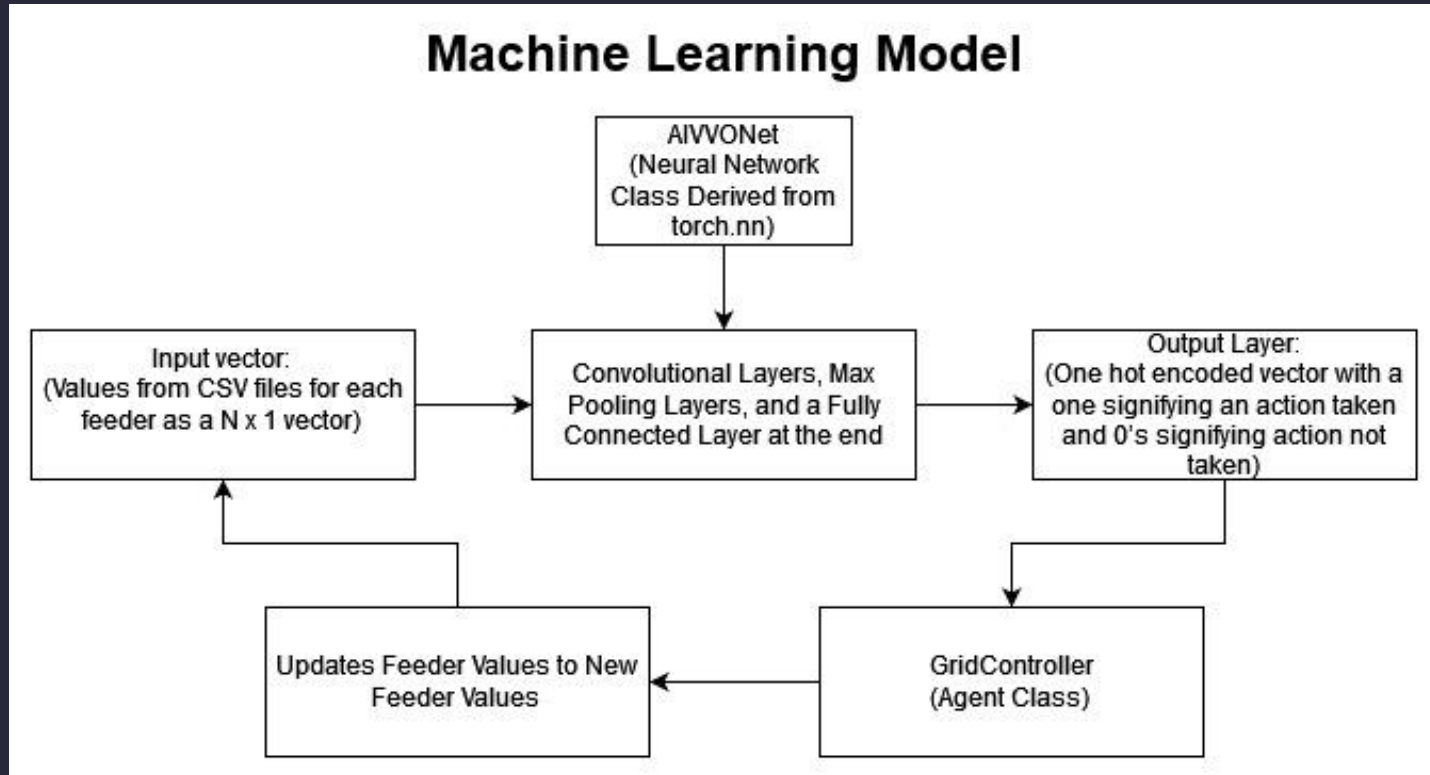 Machine Learning Model
AIVVONet
(Neural Network
Class Derived from
torch.nn)
Input vector:
(Values from CSV files for each
feeder as a N x 1 vector)
Convolutional Layers, Max
Pooling Layers, and a Fully
Connected Layer at the end
Output Layer:
(One hot encoded vector with a
one signifying an action taken
and 0's signifying action not
taken)
Updates Feeder Values to New
Feeder Values
GridController
(Agent Class)